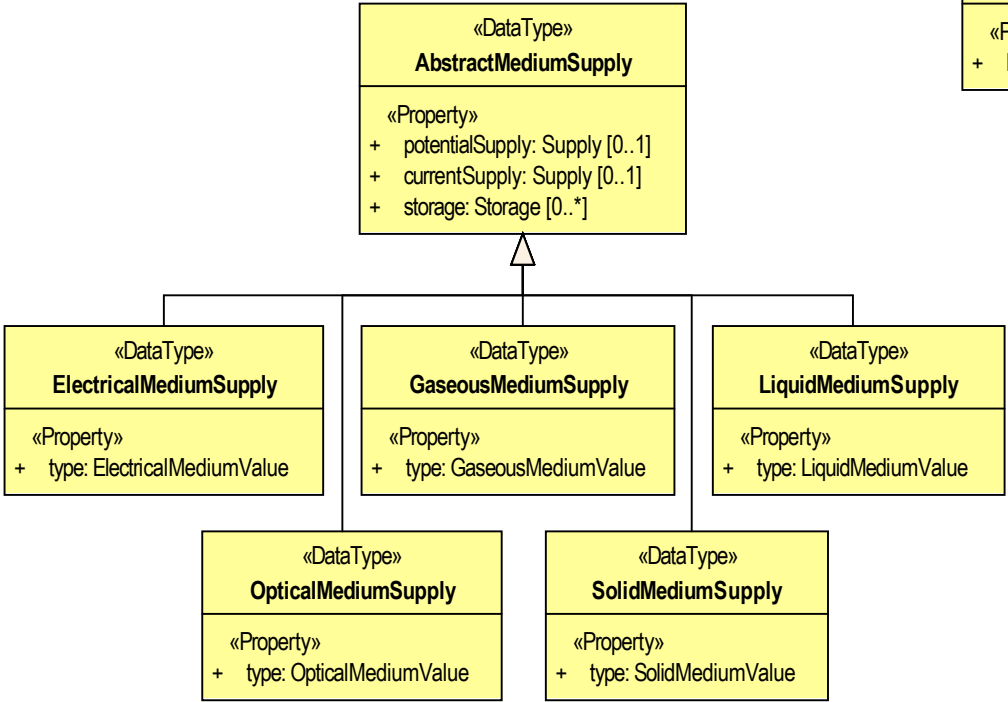 «DataType»
AbstractMediumSupply
«Property»
+ potentialSupply: Supply [0..1]
+ currentSupply: Supply [0..1]
+ storage: Storage [0..*]
+
«DataType»
ElectricalMediumSupply
«Property»
+ type: ElectricalMediumValue
«DataType»
GaseousMediumSupply
«Property»
+ type: GaseousMediumValue
«DataType»
LiquidMediumSupply
«Property»
+ type: LiquidMediumValue
«DataType»
OpticalMediumSupply
«Property»
+ type: OpticalMediumValue
«DataType»
SolidMediumSupply
«Property»
+ type: SolidMediumValue